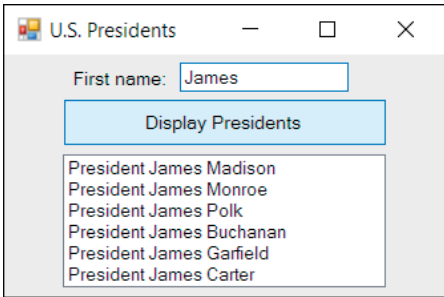 U.S. Presidents
First name: James
Display Presidents
President James Madison
President James Monroe
President James Polk
President James Buchanan
President James Garfield
President James Carter